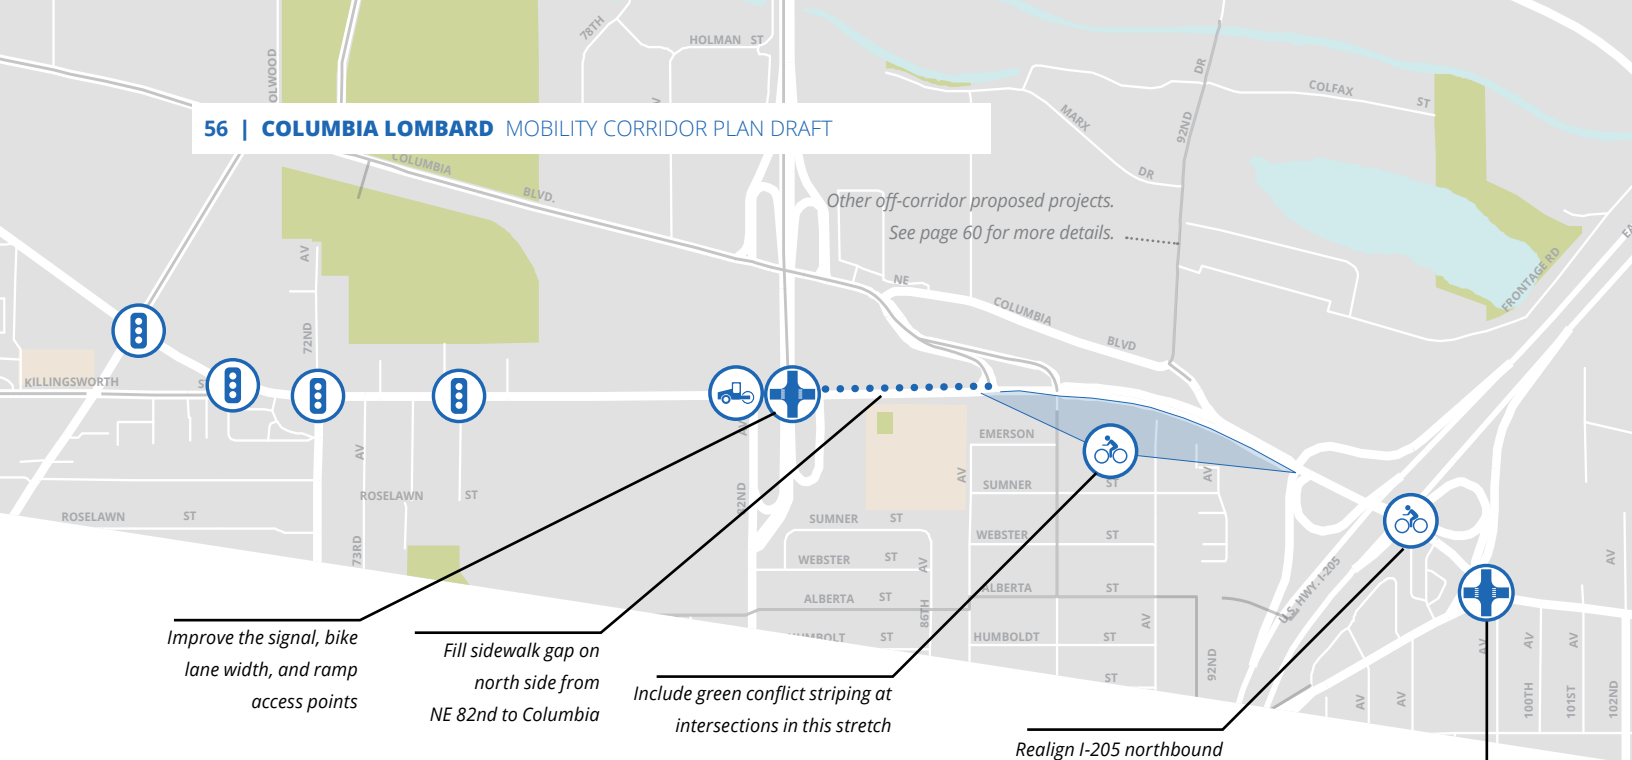 78TH
HOLMAN ST
OLWOOD
DR
COLFAX
ST
MARX
92ND
56 | COLUMBIA LOMBARD MOBILITY CORRIDOR PLAN DRAFT
COLUMBIA
BLVD.
DR
Other off-corridor proposed projects.
See page 60 for more details.
AV
NE
COLUMBIA
BLVD
FRONTAGE RD
72ND
KILLINGSWORTH
EMERSON
AV
AV
AV
SUMNER
ST
ROSELAWN ST
ROSELAWN ST
SUMNER ST
WEBSTER ST
WEBSTER ST
73RD
AV
AV
U.S. HWY. I-205
ALBERTA ST
ALBERTA ST
86TH
HUMBOLDT ST
ST
AV
92ND
ST
AV
AV
AV
AV
AV
100TH
101ST
102ND
Improve the signal, bike
lane width, and ramp
access points
Fill sidewalk gap on
north side from
NE 82nd to Columbia
Include green conflict striping at
intersections in this stretch
Realign I-205 northbound